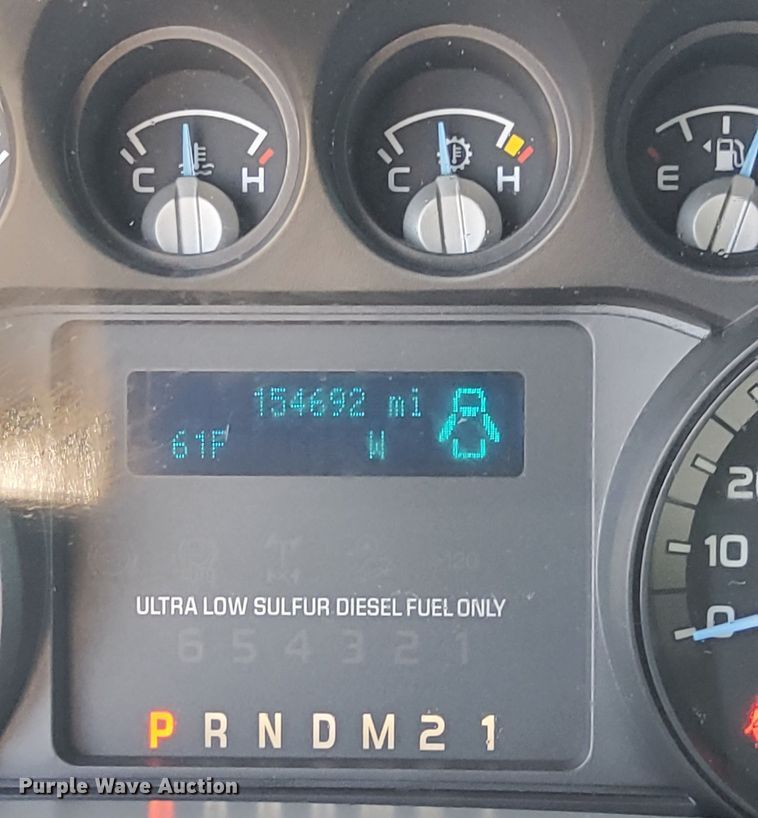 C H
C H
E
154692 mi
61F W
20
10
0
ULTRA LOW SULFUR DIESEL FUEL ONLY
6 5 4 3 2 1
P R N D M 2 1
Purple Wave Auction